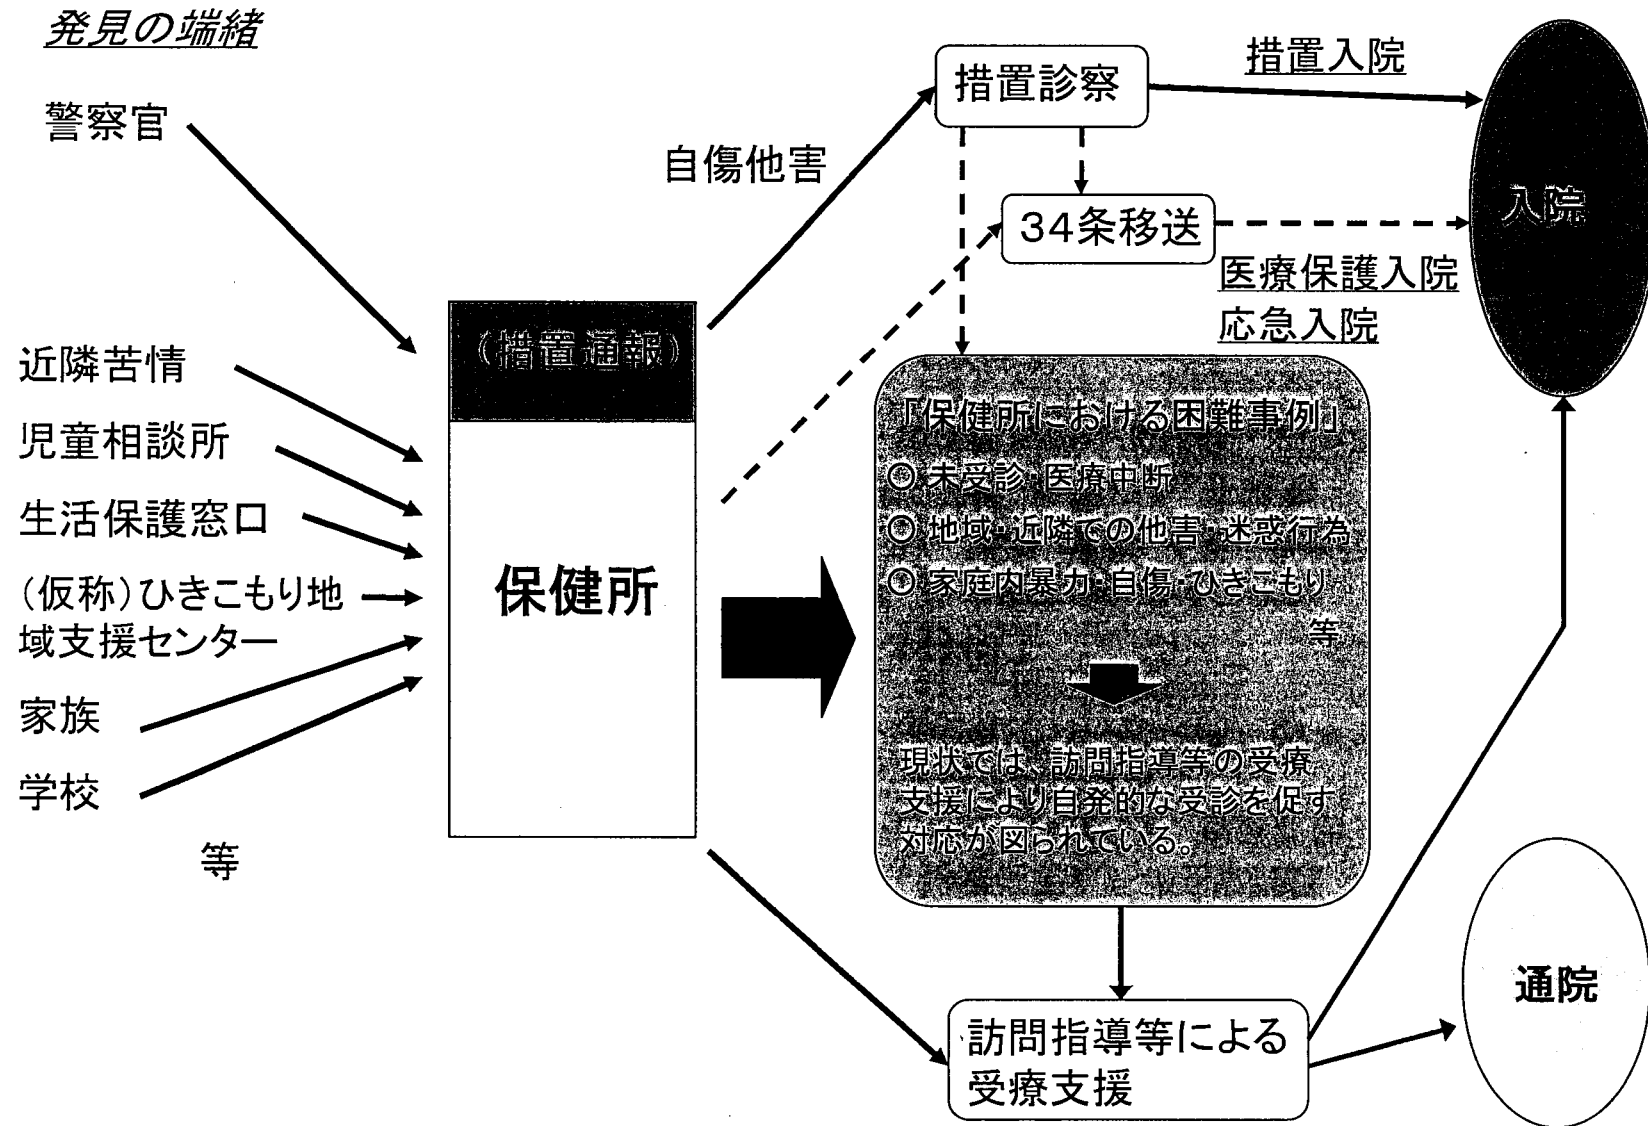 発見の端緒
警察官
近隣苦情
児童相談所
生活保護窓口
（仮称）ひきこもり地
域支援センター
家族
学校
等
（措置通報）
保健所
自傷他害
措置診察
措置入院
34条移送
医療保護入院
応急入院
入院
「保健所における困難事例」
○ 未受診・医療中断
○ 地域・近隣での他害・迷惑行為
○ 家庭内暴力・自傷・ひきこもり
等
現状では、訪問指導等の受療
支援により自発的な受診を促す
対応が図られている。
訪問指導等による
受療支援
通院